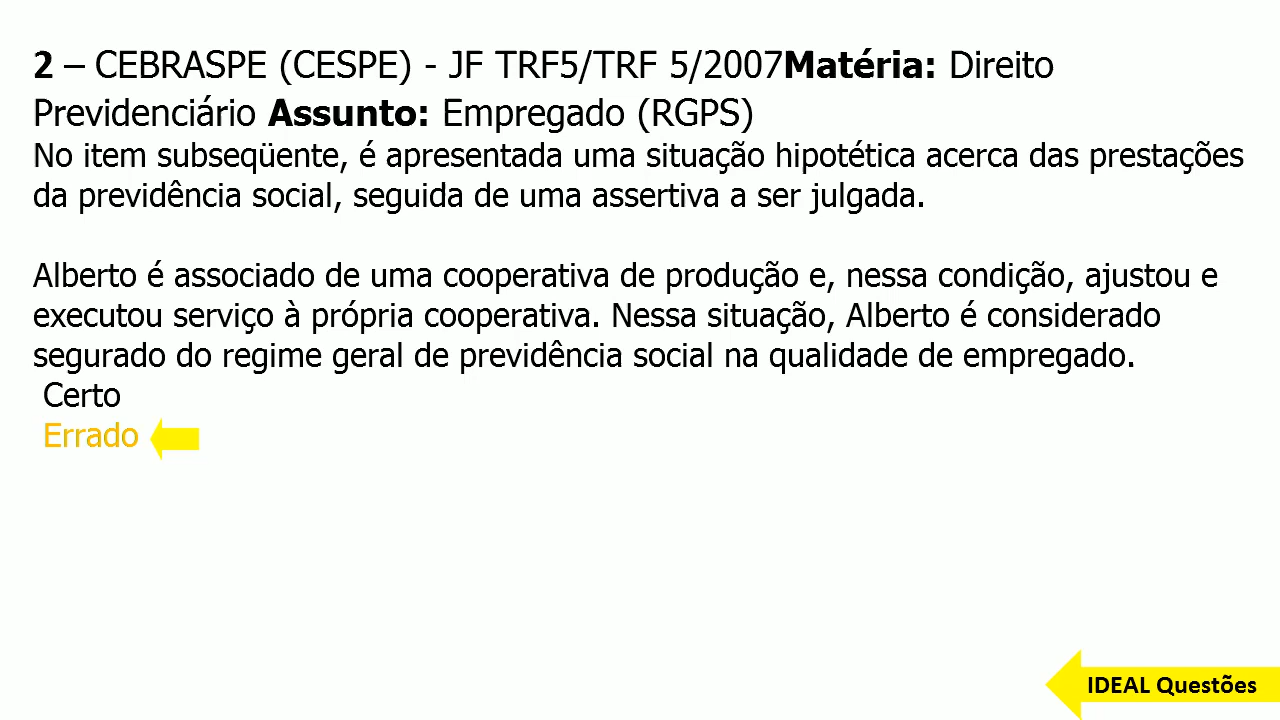 2 – CEBRASPE (CESPE) - JF TRF5/TRF 5/2007Matéria: Direito
Previdenciário Assunto: Empregado (RGPS)
No item subseqüente, é apresentada uma situação hipotética acerca das prestações
da previdência social, seguida de uma assertiva a ser julgada.
Alberto é associado de uma cooperativa de produção e, nessa condição, ajustou e
executou serviço à própria cooperativa. Nessa situação, Alberto é considerado
segurado do regime geral de previdência social na qualidade de empregado.
Certo
Errado
IDEAL Questões